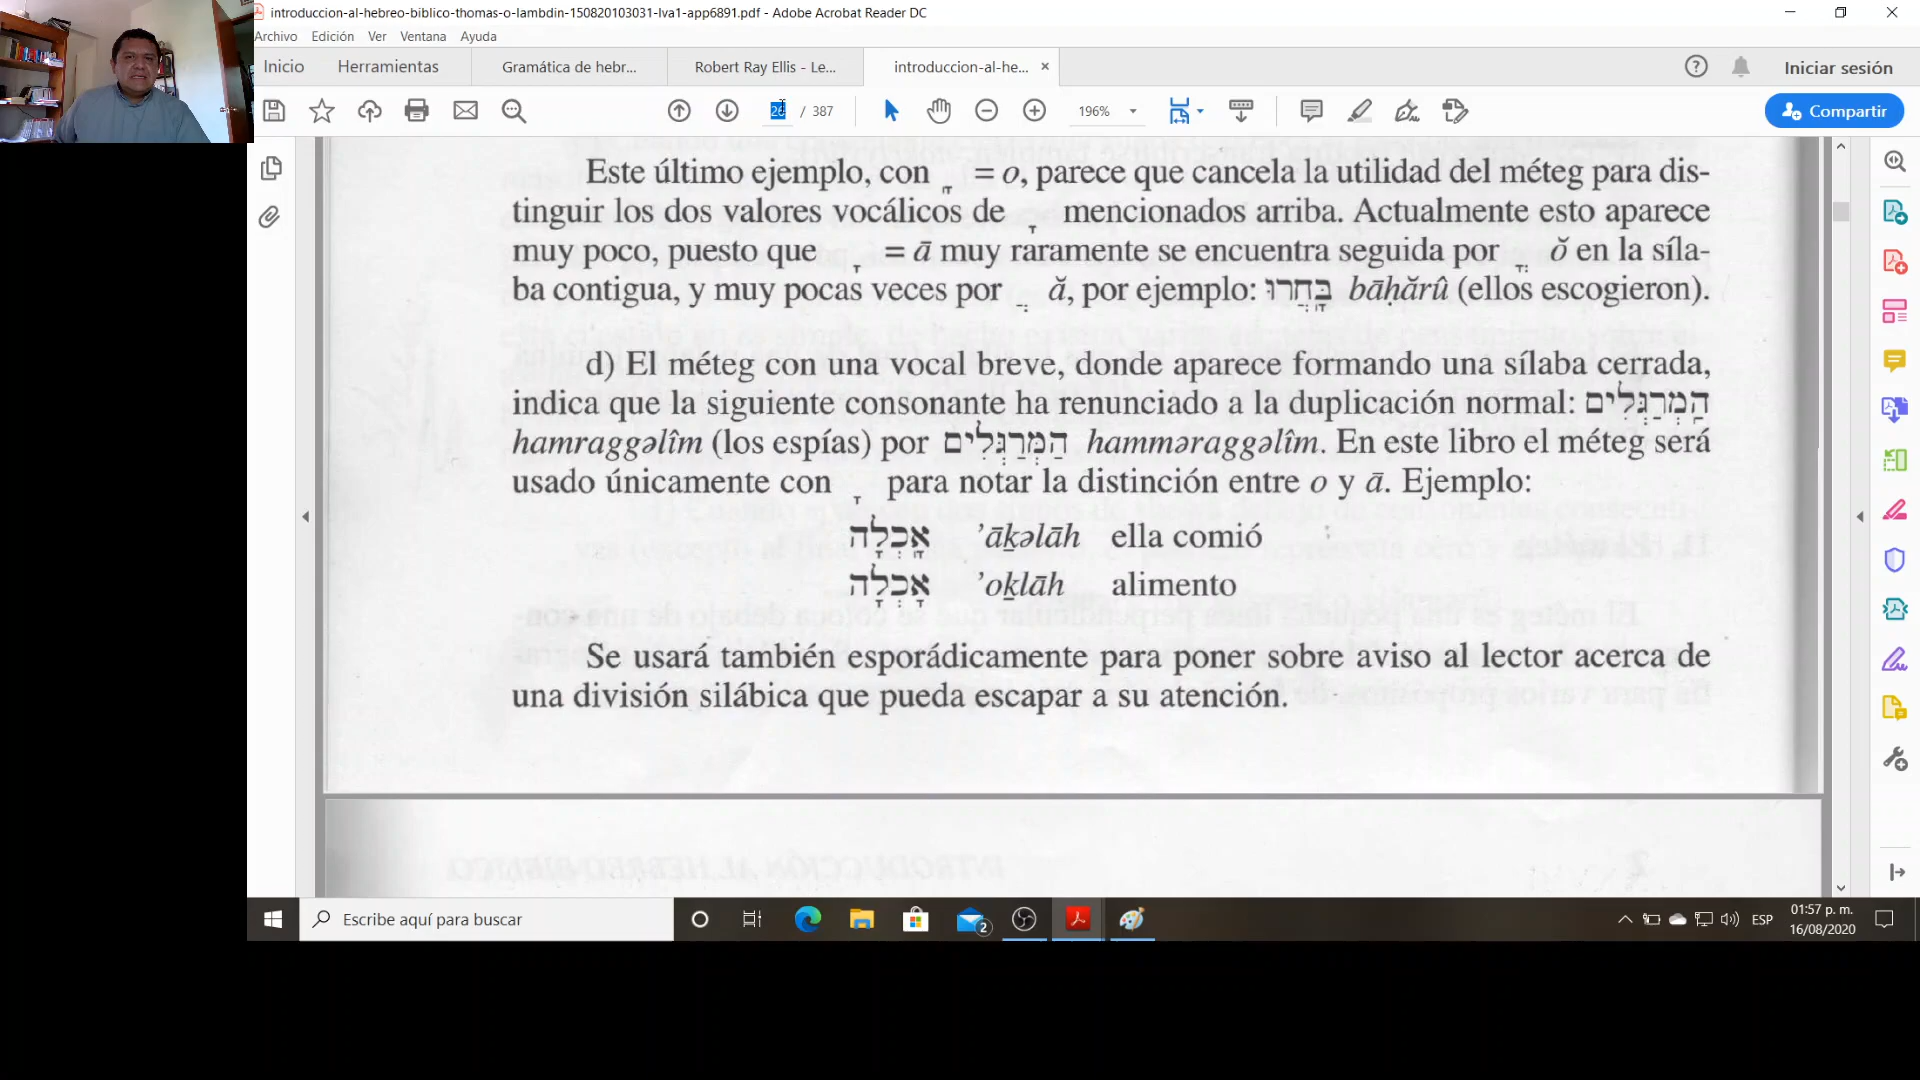 introduccion-al-hebreo-biblico-thomas-o-lambdin-150820103031-lva1-app6891.pdf - Adobe Acrobat Reader DC
Archivo Edición Ver Ventana Ayuda
Inicio Herramientas Gramática de hebr... Robert Ray Ellis - Le... introduccion-al-he... × Iniciar sesión
26 / 387 196% Compartir
Este último ejemplo, con ָֽ = o, parece que cancela la utilidad del méteg para dis-
tinguir los dos valores vocálicos de ָ mencionados arriba. Actualmente esto aparece
muy poco, puesto que ָ = ā muy raramente se encuentra seguida por ֳ ŏ en la síla-
ba contigua, y muy pocas veces por ֲ ă, por ejemplo: בָּֽחֲרוּ bāḥărû (ellos escogieron).
d) El méteg con una vocal breve, donde aparece formando una sílaba cerrada,
indica que la siguiente consonante ha renunciado a la duplicación normal: הַֽמְרַגְּלִים
hamraggəlîm (los espías) por הַמְּרַגְּלִים hamməraggəlîm. En este libro el méteg será
usado únicamente con ָ para notar la distinción entre o y ā. Ejemplo:
אָֽכְלָה ʾāḵəlāh ella comió
אָכְלָה ʾoḵlāh alimento
Se usará también esporádicamente para poner sobre aviso al lector acerca de
una división silábica que pueda escapar a su atención.
Escribe aquí para buscar 2 ESP 01:57 p. m.
16/08/2020